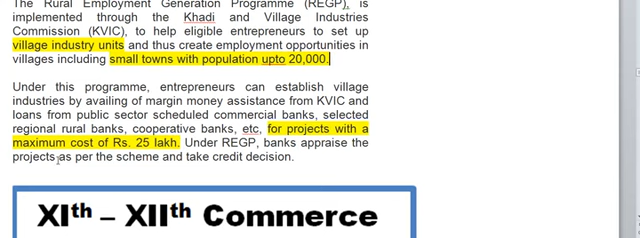 The Rural Employment Generation Programme (REGP), is
implemented through the Khadi and Village Industries
Commission (KVIC), to help eligible entrepreneurs to set up
village industry units and thus create employment opportunities in
villages including small towns with population upto 20,000.
Under this programme, entrepreneurs can establish village
industries by availing of margin money assistance from KVIC and
loans from public sector scheduled commercial banks, selected
regional rural banks, cooperative banks, etc, for projects with a
maximum cost of Rs. 25 lakh. Under REGP, banks appraise the
projects as per the scheme and take credit decision.
XIth – XIIth Commerce